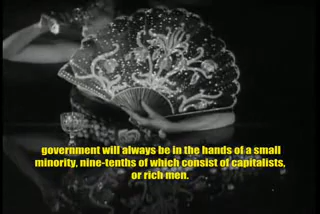 government will always be in the hands of a small
minority, nine-tenths of which consist of capitalists,
or rich men.